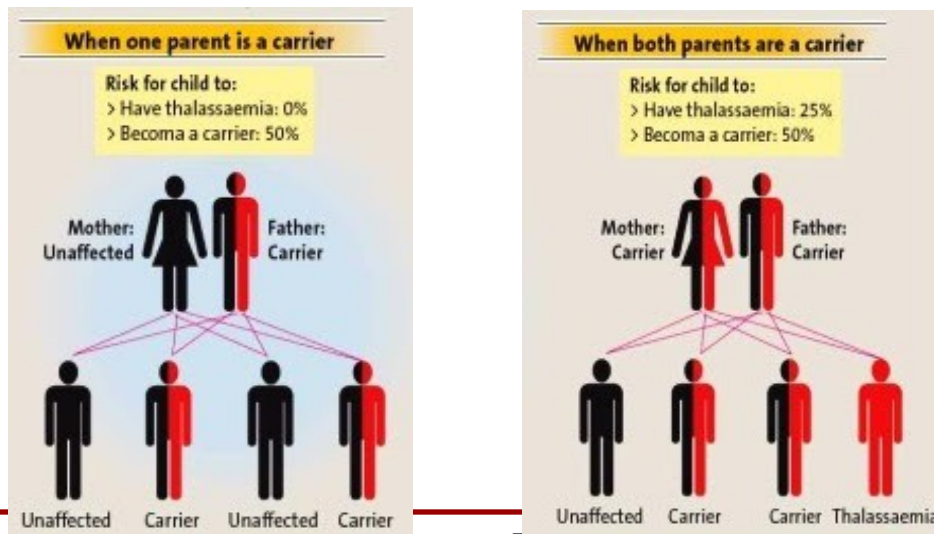 When one parent is a carrier
Risk for child to:
> Have thalassaemia: 0%
> Becoma a carrier: 50%
Mother:
Unaffected
Father:
Carrier
Unaffected
Carrier
Unaffected
Carrier
When both parents are a carrier
Risk for child to:
> Have thalassaemia: 25%
> Becoma a carrier: 50%
Mother:
Carrier
Father:
Carrier
Unaffected
Carrier
Carrier
Thalassaemia